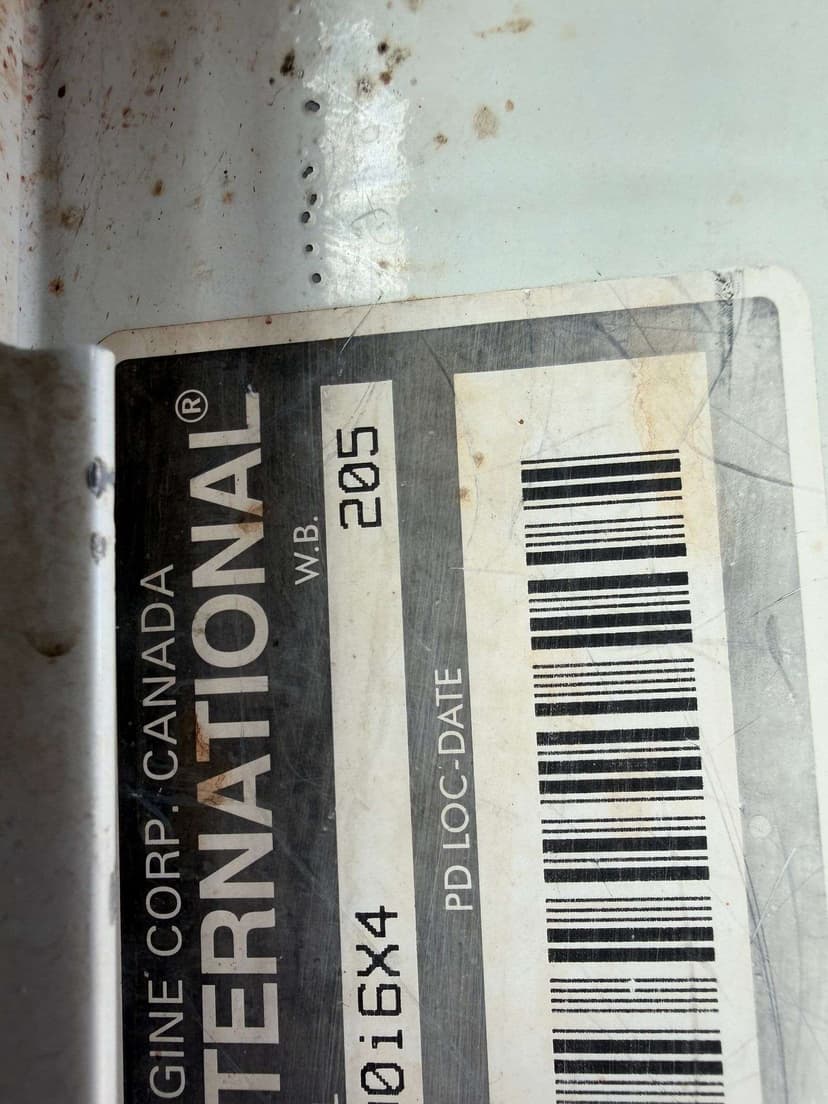 GINE CORP. CANADA
TERNATIONAL®
W.B.
0i6X4 205
PD LOC-DATE